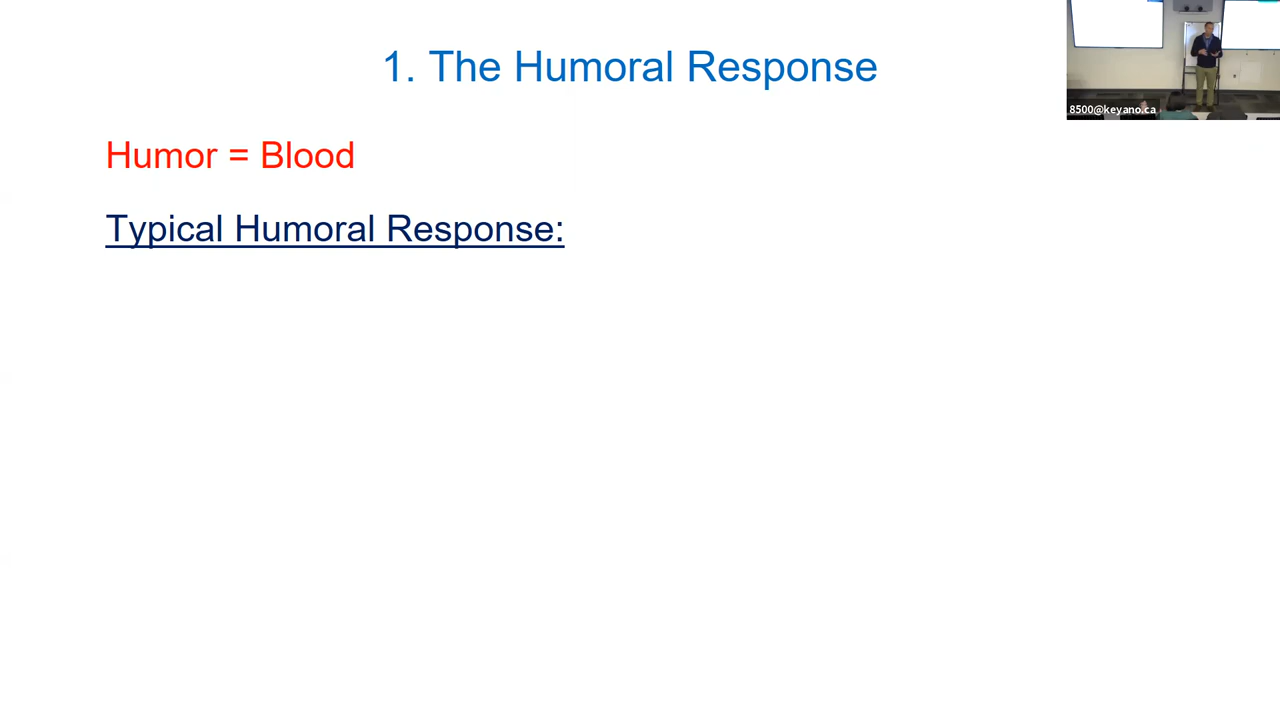 1. The Humoral Response
8500@keyano.ca
Humor = Blood
Typical Humoral Response: